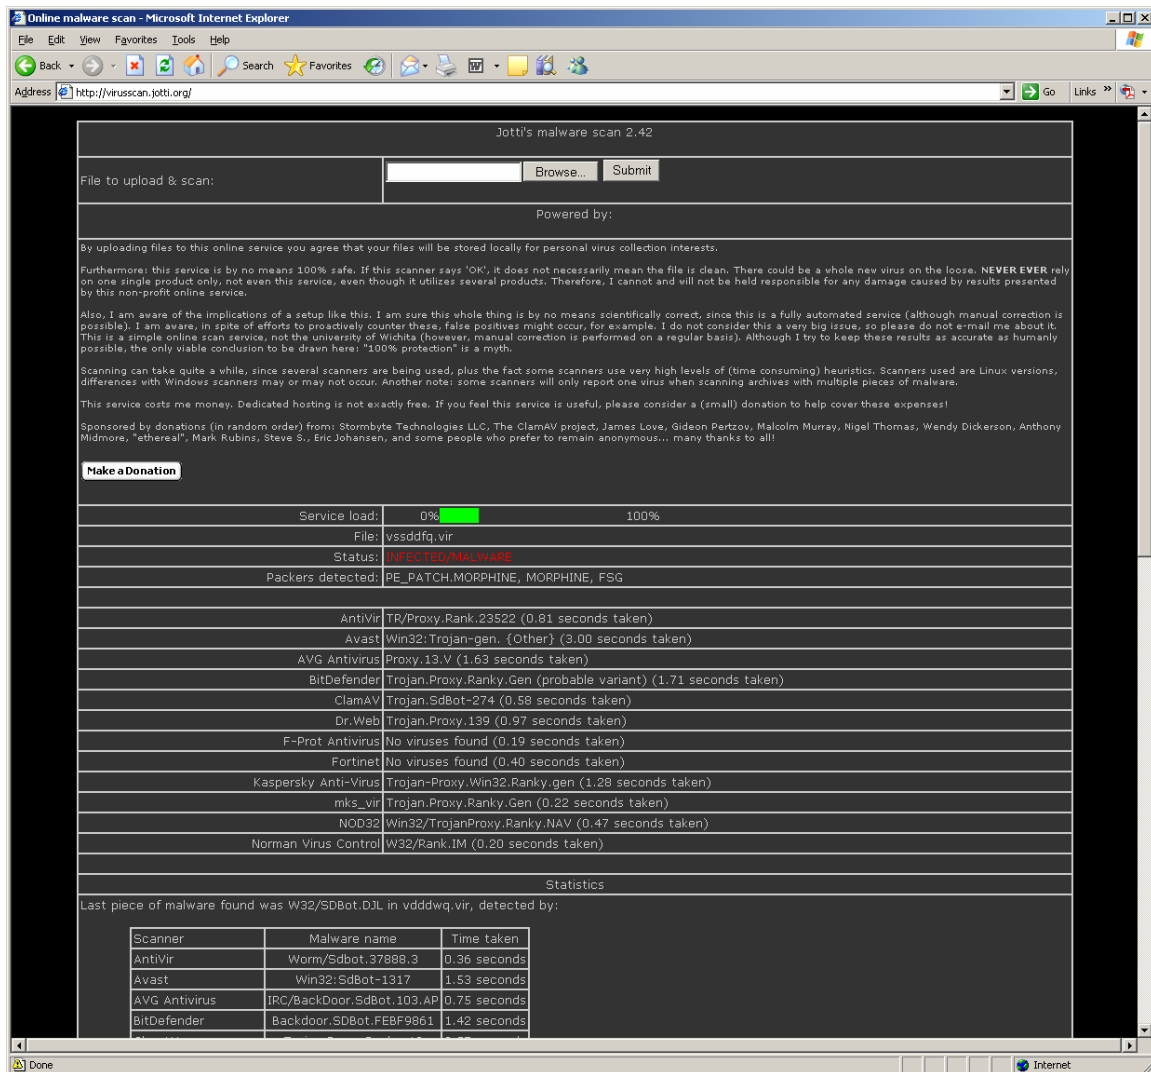 Online malware scan - Microsoft Internet Explorer
File Edit View Favorites Tools Help
Back Search Favorites
Address http://virusscan.jotti.org/ Go Links »
Jotti's malware scan 2.42
File to upload & scan: Browse... Submit
Powered by:
By uploading files to this online service you agree that your files will be stored locally for personal virus collection interests.
Furthermore: this service is by no means 100% safe. If this scanner says 'OK', it does not necessarily mean the file is clean. There could be a whole new virus on the loose. NEVER EVER rely
on one single product only, not even this service, even though it utilizes several products. Therefore, I cannot and will not be held responsible for any damage caused by results presented
by this non-profit online service.
Also, I am aware of the implications of a setup like this. I am sure this whole thing is by no means scientifically correct, since this is a fully automated service (although manual correction is
possible). I am aware, in spite of efforts to proactively counter these, false positives might occur, for example. I do not consider this a very big issue, so please do not e-mail me about it.
This is a simple online scan service, not the university of Wichita (however, manual correction is performed on a regular basis). Although I try to keep these results as accurate as humanly
possible, the only viable conclusion to be drawn here: "100% protection" is a myth.
Scanning can take quite a while, since several scanners are being used, plus the fact some scanners use very high levels of (time consuming) heuristics. Scanners used are Linux versions,
differences with Windows scanners may or may not occur. Another note: some scanners will only report one virus when scanning archives with multiple pieces of malware.
This service costs me money. Dedicated hosting is not exactly free. If you feel this service is useful, please consider a (small) donation to help cover these expenses!
Sponsored by donations (in random order) from: Stormbyte Technologies LLC, The ClamAV project, James Love, Gideon Pertzov, Malcolm Murray, Nigel Thomas, Wendy Dickerson, Anthony
Midmore, "ethereal", Mark Rubins, Steve S., Eric Johansen, and some people who prefer to remain anonymous... many thanks to all!
Make a Donation
Service load: 0% 100%
File: vssddfq.vir
Status: INFECTED/MALWARE
Packers detected: PE_PATCH.MORPHINE, MORPHINE, FSG
AntiVir TR/Proxy.Rank.23522 (0.81 seconds taken)
Avast Win32:Trojan-gen. {Other} (3.00 seconds taken)
AVG Antivirus Proxy.13.V (1.63 seconds taken)
BitDefender Trojan.Proxy.Ranky.Gen (probable variant) (1.71 seconds taken)
ClamAV Trojan.SdBot-274 (0.58 seconds taken)
Dr.Web Trojan.Proxy.139 (0.97 seconds taken)
F-Prot Antivirus No viruses found (0.19 seconds taken)
Fortinet No viruses found (0.40 seconds taken)
Kaspersky Anti-Virus Trojan-Proxy.Win32.Ranky.gen (1.28 seconds taken)
mks_vir Trojan.Proxy.Ranky.Gen (0.22 seconds taken)
NOD32 Win32/TrojanProxy.Ranky.NAV (0.47 seconds taken)
Norman Virus Control W32/Rank.IM (0.20 seconds taken)
Statistics
Last piece of malware found was W32/SDBot.DJL in vdddwq.vir, detected by:
Scanner Malware name Time taken
AntiVir Worm/Sdbot.37888.3 0.36 seconds
Avast Win32:SdBot-1317 1.53 seconds
AVG Antivirus IRC/BackDoor.SdBot.103.AP 0.75 seconds
BitDefender Backdoor.SDBot.FEBF9861 1.42 seconds
Done Internet